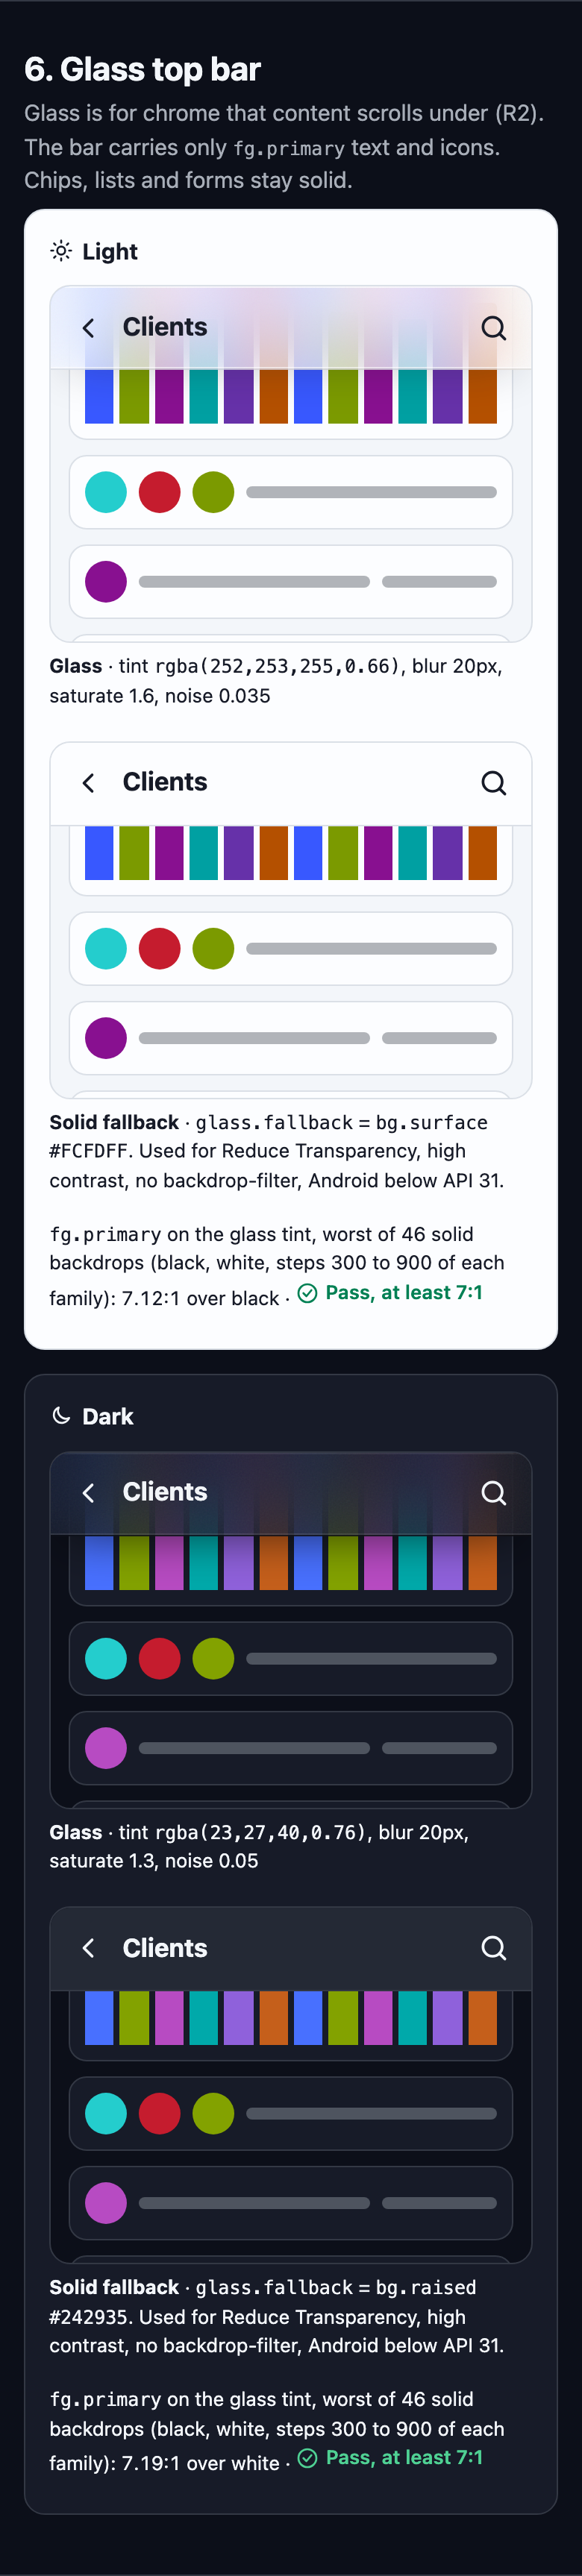 6. Glass top bar
Glass is for chrome that content scrolls under (R2).
The bar carries only fg.primary text and icons.
Chips, lists and forms stay solid.
Light
Clients
Glass · tint rgba(252,253,255,0.66), blur 20px,
saturate 1.6, noise 0.035
Clients
Solid fallback · glass.fallback = bg.surface
#FCFDFF. Used for Reduce Transparency, high
contrast, no backdrop-filter, Android below API 31.
fg.primary on the glass tint, worst of 46 solid
backdrops (black, white, steps 300 to 900 of each
family): 7.12:1 over black · Pass, at least 7:1
Dark
Clients
Glass · tint rgba(23,27,40,0.76), blur 20px,
saturate 1.3, noise 0.05
Clients
Solid fallback · glass.fallback = bg.raised
#242935. Used for Reduce Transparency, high
contrast, no backdrop-filter, Android below API 31.
fg.primary on the glass tint, worst of 46 solid
backdrops (black, white, steps 300 to 900 of each
family): 7.19:1 over white · Pass, at least 7:1